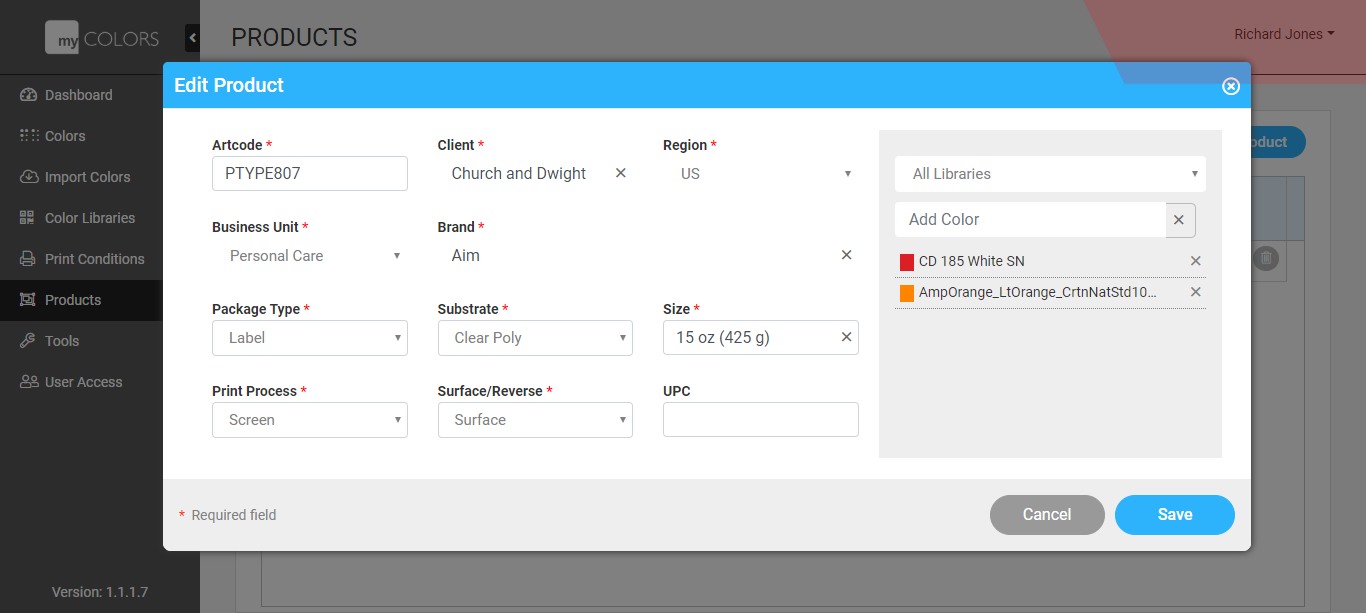 my COLORS
PRODUCTS
Richard Jones
Edit Product
Dashboard
Colors
Import Colors
Color Libraries
Print Conditions
Products
Tools
User Access
Version: 1.1.1.7
Artcode *
PTYPE807
Client *
Church and Dwight
Region *
US
Business Unit *
Personal Care
Brand *
Aim
Package Type *
Label
Substrate *
Clear Poly
Size *
15 oz (425 g)
Print Process *
Screen
Surface/Reverse *
Surface
UPC
All Libraries
Add Color
CD 185 White SN
AmpOrange_LtOrange_CrtnNatStd10...
* Required field
Cancel
Save